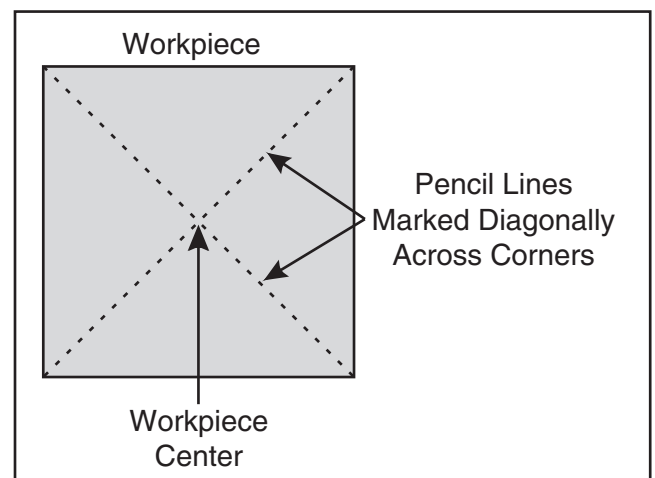 Workpiece
Pencil Lines
Marked Diagonally
Across Corners
Workpiece
Center